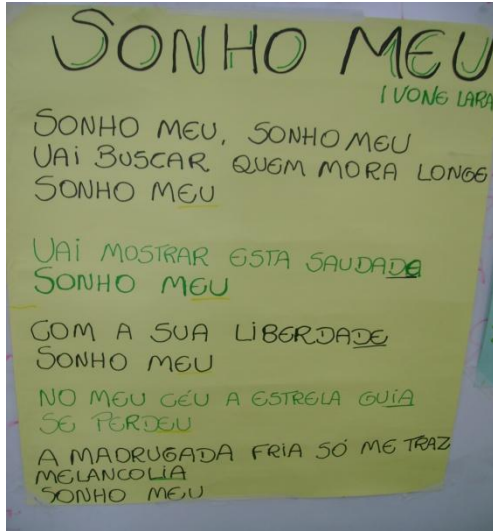 SONHO MEU
IVONE LARA
SONHO MEU, SONHO MEU
VAI BUSCAR QUEM MORA LONGE
SONHO MEU
VAI MOSTRAR ESTA SAUDADE
SONHO MEU
COM A SUA LIBERDADE
SONHO MEU
NO MEU CÉU A ESTRELA GUIA
SE PERDEU
A MADRUGADA FRIA SÓ ME TRAZ
MELANCOLIA
SONHO MEU